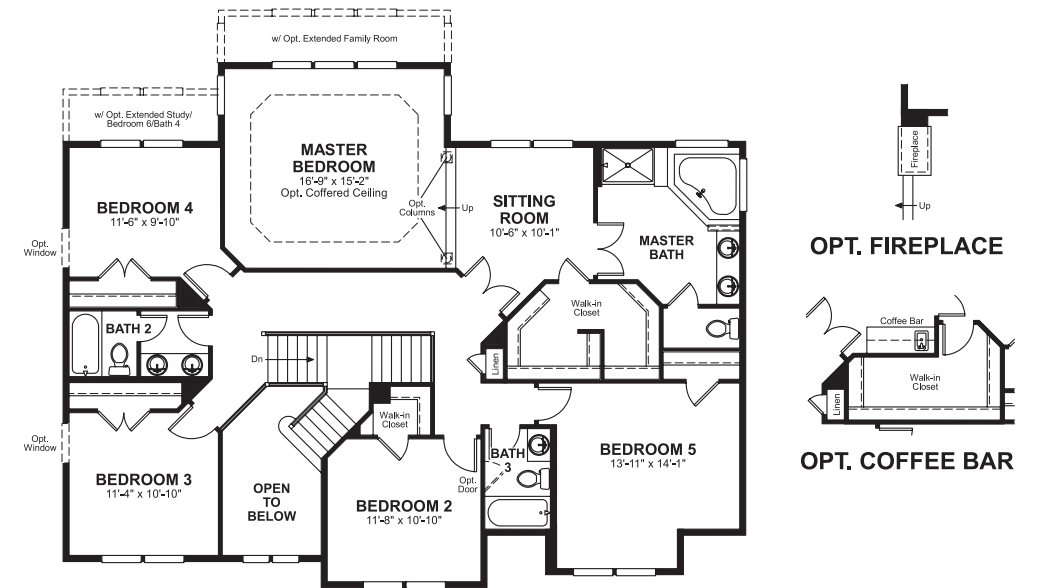 w/ Opt. Extended Family Room
w/ Opt. Extended Study/
Bedroom 6/Bath 4
MASTER
BEDROOM
16'-9" x 15'-2"
Opt. Coffered Ceiling
Opt.
Columns
Up
SITTING
ROOM
10'-6" x 10'-1"
MASTER
BATH
BEDROOM 4
11'-6" x 9'-10"
Opt.
Window
Walk-in
Closet
BATH 2
Dn
Linen
Walk-in
Closet
Opt.
Window
BEDROOM 3
11'-4" x 10'-10"
OPEN
TO
BELOW
BEDROOM 2
11'-8" x 10'-10"
Opt.
Door
BATH
3
BEDROOM 5
13'-11" x 14'-1"
Fireplace
Up
OPT. FIREPLACE
Coffee Bar
Walk-in
Closet
Linen
OPT. COFFEE BAR